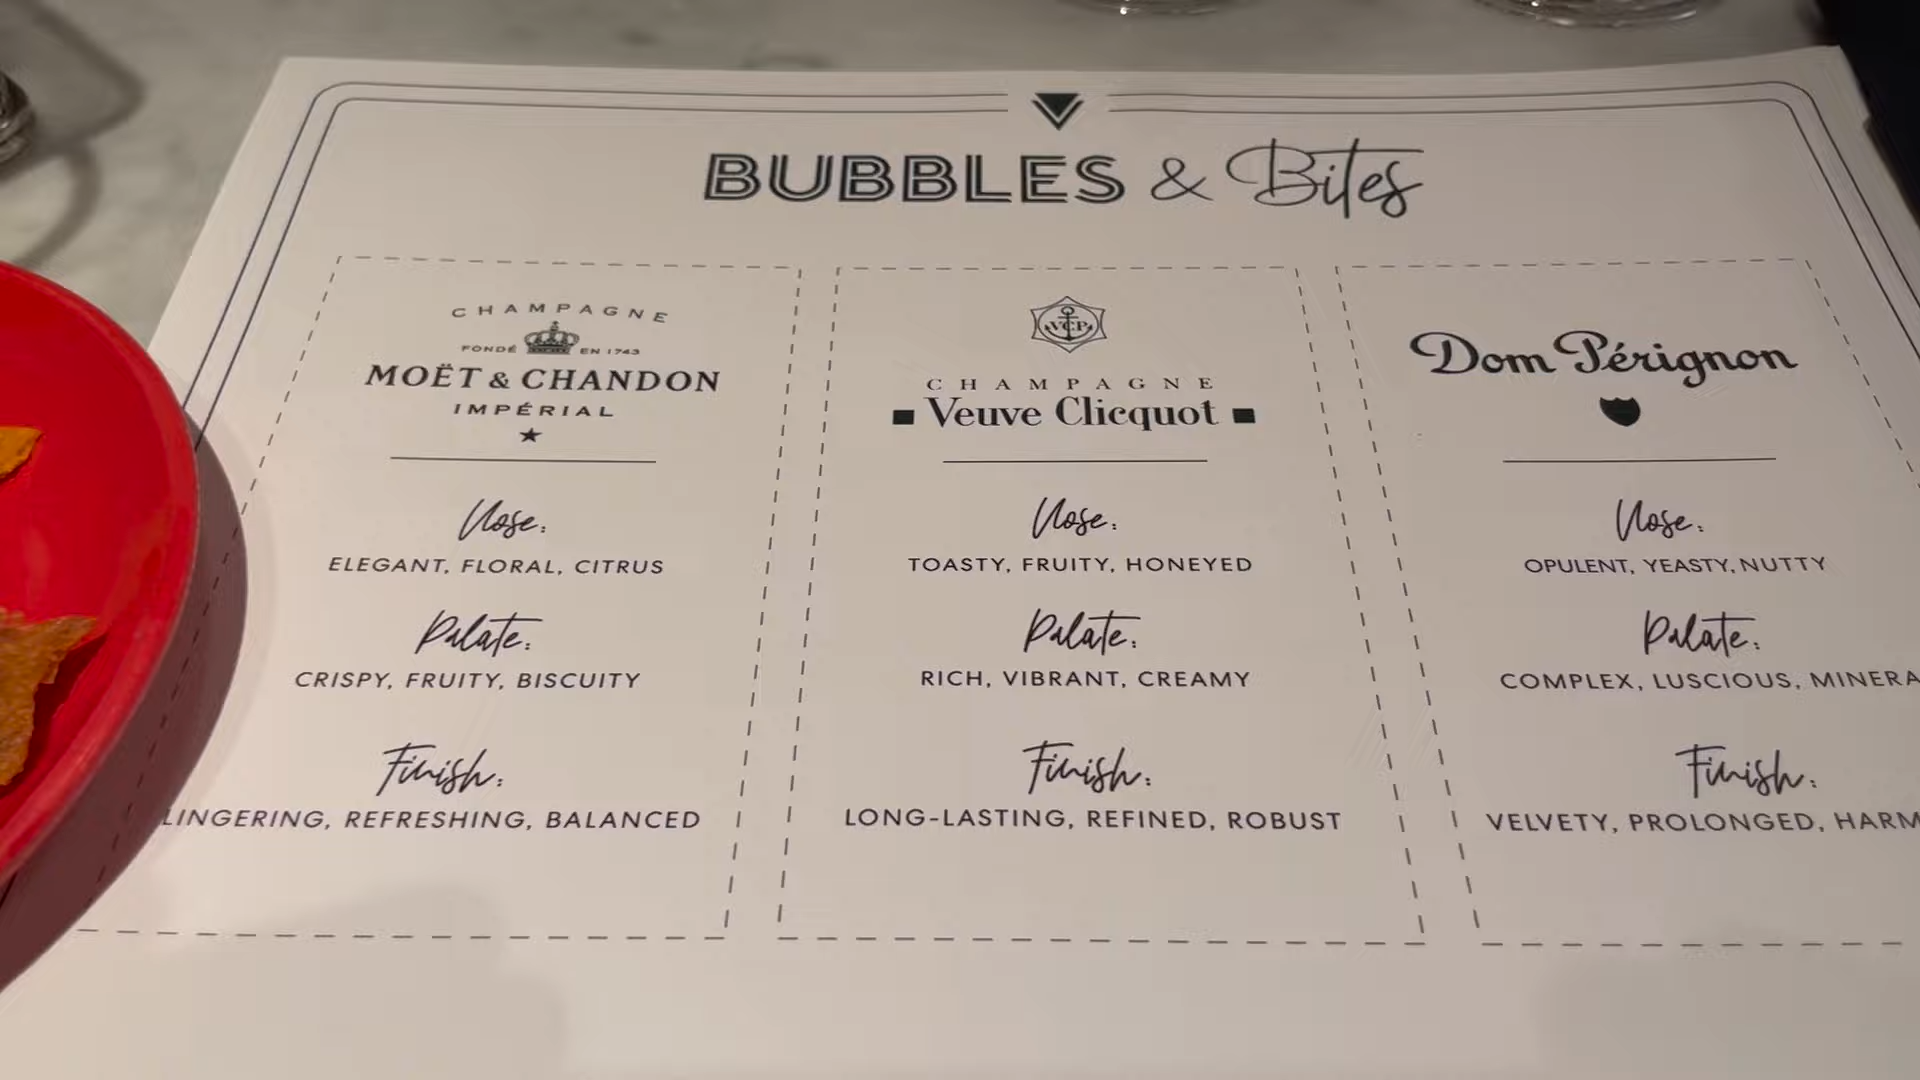 BUBBLES & Bites
CHAMPAGNE
FONDÉ EN 1743
MOËT & CHANDON
IMPÉRIAL
Nose:
ELEGANT, FLORAL, CITRUS
Palate:
CRISPY, FRUITY, BISCUITY
Finish:
LINGERING, REFRESHING, BALANCED
VCP
CHAMPAGNE
Veuve Clicquot
Nose:
TOASTY, FRUITY, HONEYED
Palate:
RICH, VIBRANT, CREAMY
Finish:
LONG-LASTING, REFINED, ROBUST
Dom Pérignon
Nose:
OPULENT, YEASTY, NUTTY
Palate:
COMPLEX, LUSCIOUS,
Finish:
VELVETY, PROLONGED,